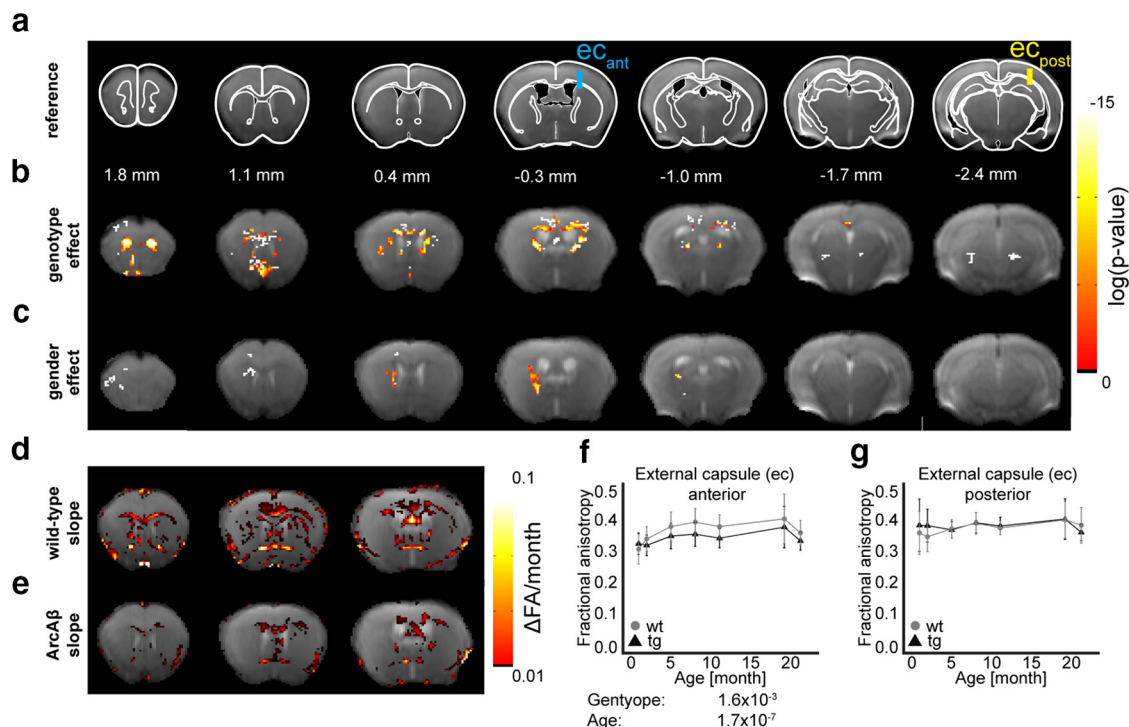 a
reference
ec ant
ec post
b
1.8 mm
1.1 mm
0.4 mm
-0.3 mm
-1.0 mm
-1.7 mm
-2.4 mm
genotype
effect
c
gender
effect
-15
log(p-value)
0
d
wild-type
slope
e
ArcAβ
slope
0.1
ΔFA/month
0.01
f
External capsule (ec)
anterior
Fractional anisotropy
0.5
0.4
0.3
0.2
0.1
0.0
wt
tg
0 5 10 15 20
Age [month]
Gentyope: 1.6x10-3
Age: 1.7x10-7
g
External capsule (ec)
posterior
Fractional anisotropy
0.5
0.4
0.3
0.2
0.1
0.0
wt
tg
0 5 10 15 20
Age [month]